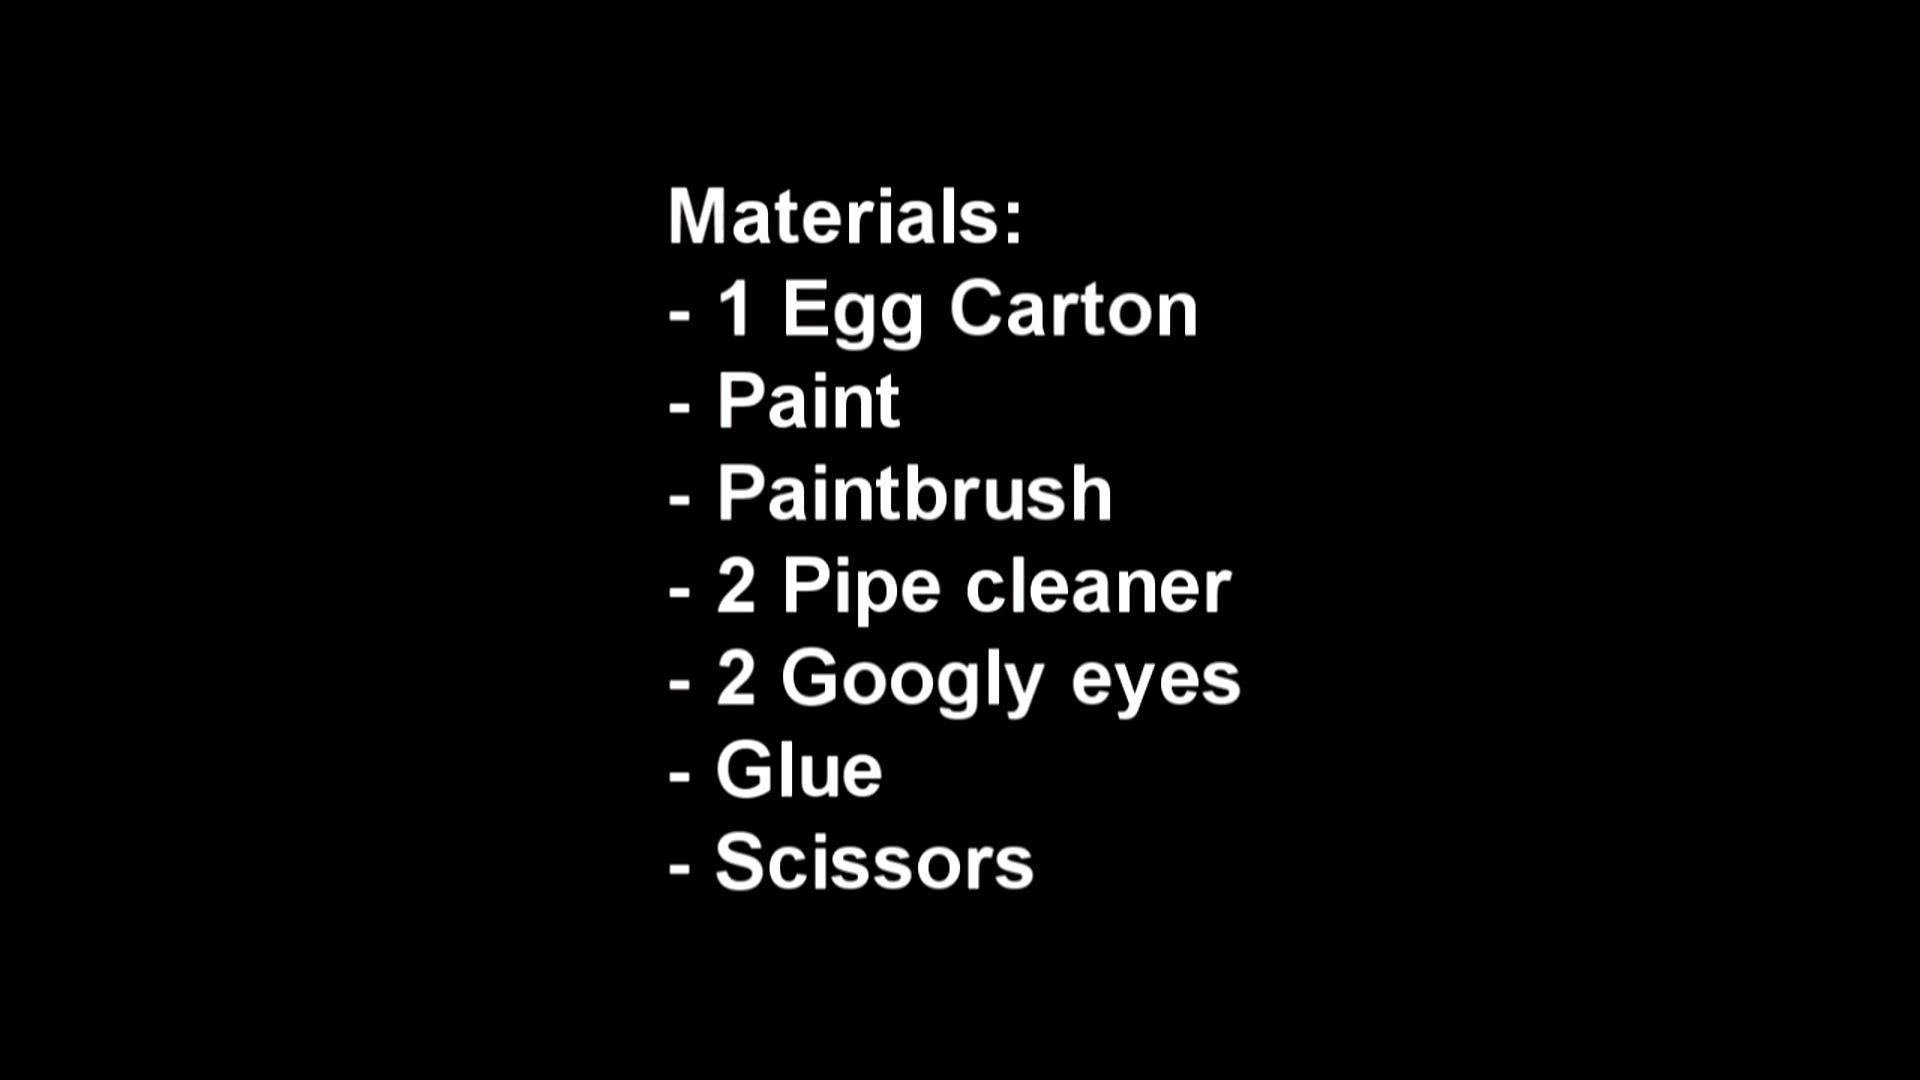 Materials:
- 1 Egg Carton
- Paint
- Paintbrush
- 2 Pipe cleaner
- 2 Googly eyes
- Glue
- Scissors